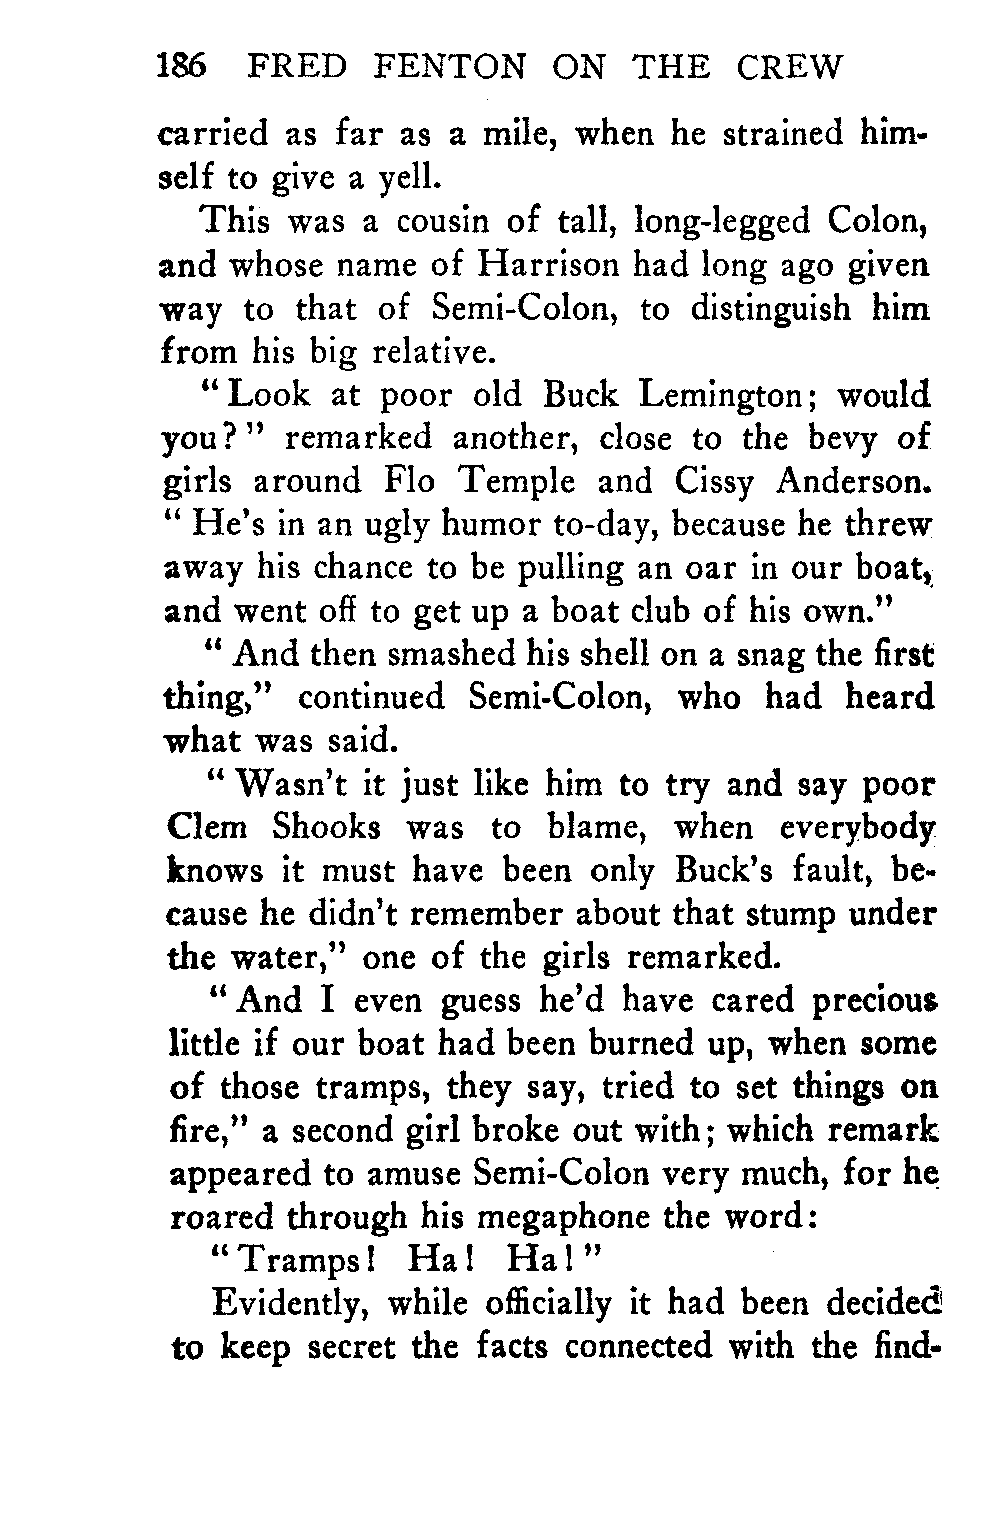 186 FRED FENTON ON THE CREW
carried as far as a mile, when he strained him-
self to give a yell.
This was a cousin of tall, long-legged Colon,
and whose name of Harrison had long ago given
way to that of Semi-Colon, to distinguish him
from his big relative.
“ Look at poor old Buck Lemington; would
you? ” remarked another, close to the bevy of
girls around Flo Temple and Cissy Anderson.
“ He’s in an ugly humor to-day, because he threw
away his chance to be pulling an oar in our boat,
and went off to get up a boat club of his own.”
“ And then smashed his shell on a snag the first
thing,” continued Semi-Colon, who had heard
what was said.
“ Wasn’t it just like him to try and say poor
Clem Shooks was to blame, when everybody
knows it must have been only Buck’s fault, be-
cause he didn’t remember about that stump under
the water,” one of the girls remarked.
“ And I even guess he’d have cared precious
little if our boat had been burned up, when some
of those tramps, they say, tried to set things on
fire,” a second girl broke out with; which remark
appeared to amuse Semi-Colon very much, for he
roared through his megaphone the word:
“ Tramps! Ha! Ha! ”
Evidently, while officially it had been decided
to keep secret the facts connected with the find-